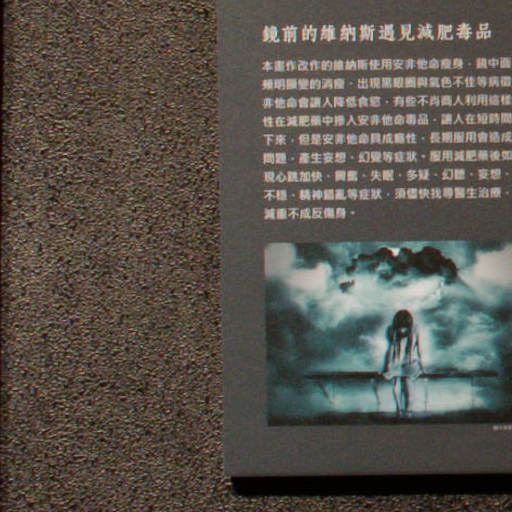 鏡前的維納斯遇見減肥毒品
本畫作改作的維納斯使用安非他命瘦身，鏡中面
頰明顯變的消瘦，出現黑眼圈與氣色不佳等病徵
非他命會讓人降低食慾，有些不肖商人利用這樣
性在減肥藥中摻入安非他命毒品，讓人在短時間
下來，但是安非他命具成癮性，長期服用會造成
問題，產生妄想、幻覺等症狀，服用減肥藥後如
現心跳加快、興奮、失眠、多疑、幻聽、妄想、
不穩、精神錯亂等症狀，須儘快找尋醫生治療，
減重不成反傷身。